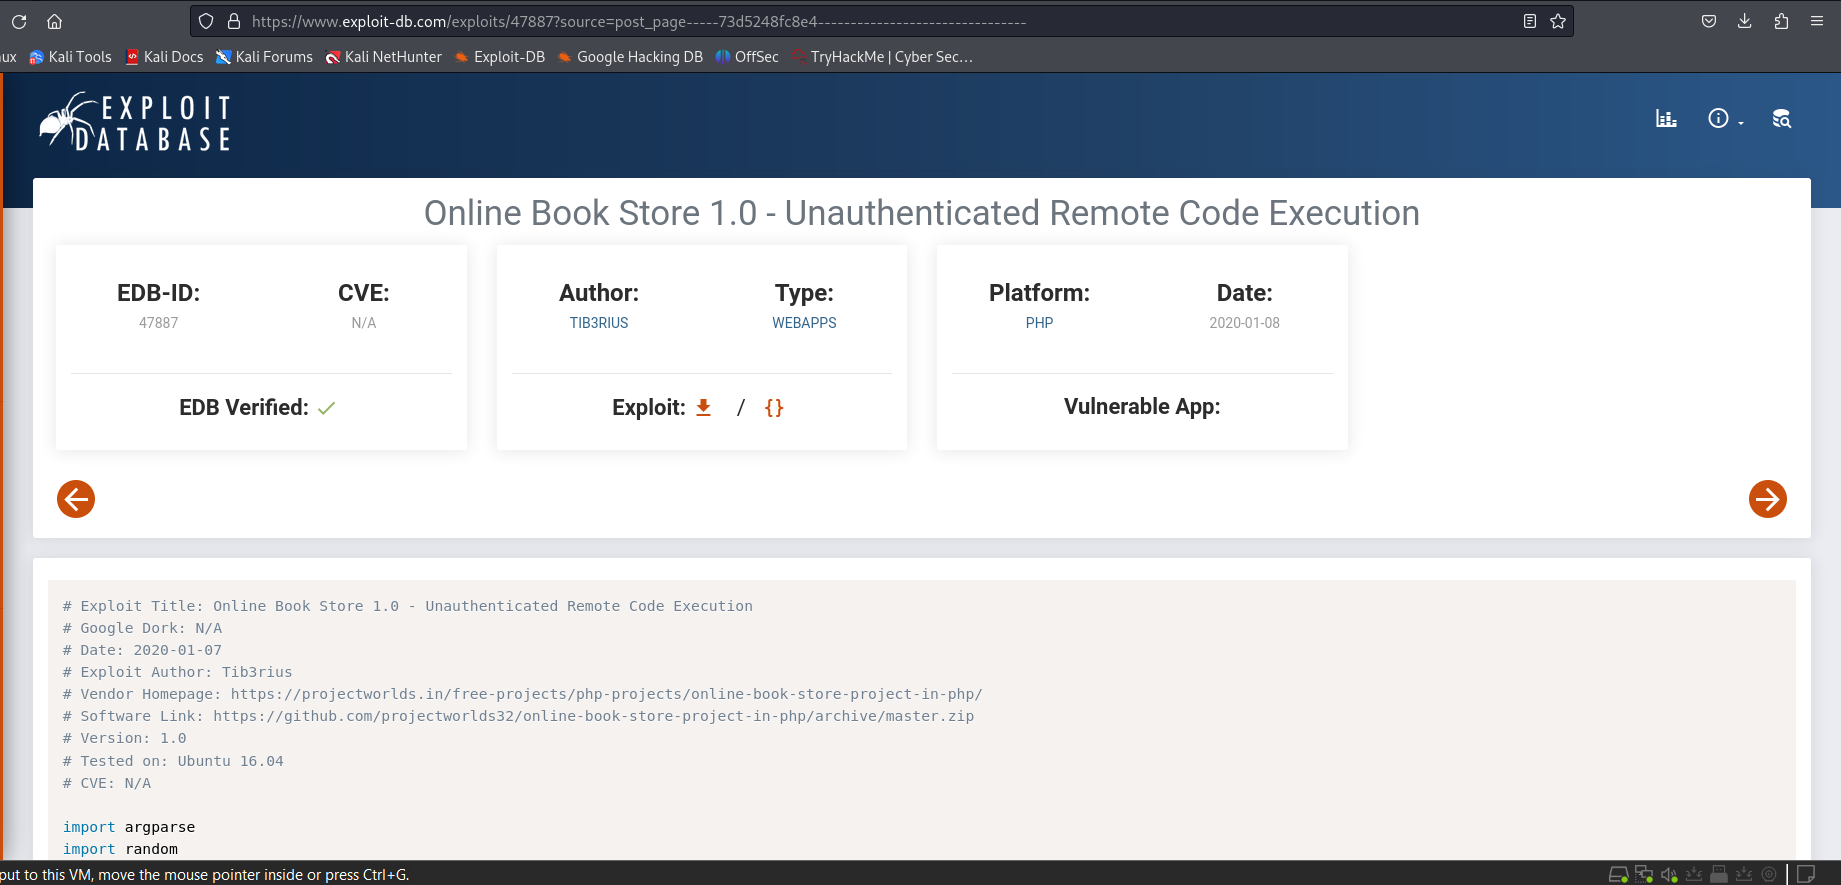 https://www.exploit-db.com/exploits/47887?source=post_page-----73d5248fc8e4--------------------------------
ux Kali Tools Kali Docs Kali Forums Kali NetHunter Exploit-DB Google Hacking DB OffSec TryHackMe | Cyber Sec…
EXPLOIT
DATABASE
Online Book Store 1.0 - Unauthenticated Remote Code Execution
EDB-ID: CVE: Author: Type: Platform: Date:
47887 N/A TIB3RIUS WEBAPPS PHP 2020-01-08
EDB Verified: Exploit: / {} Vulnerable App:
# Exploit Title: Online Book Store 1.0 - Unauthenticated Remote Code Execution
# Google Dork: N/A
# Date: 2020-01-07
# Exploit Author: Tib3rius
# Vendor Homepage: https://projectworlds.in/free-projects/php-projects/online-book-store-project-in-php/
# Software Link: https://github.com/projectworlds32/online-book-store-project-in-php/archive/master.zip
# Version: 1.0
# Tested on: Ubuntu 16.04
# CVE: N/A
import argparse
import random
put to this VM, move the mouse pointer inside or press Ctrl+G.